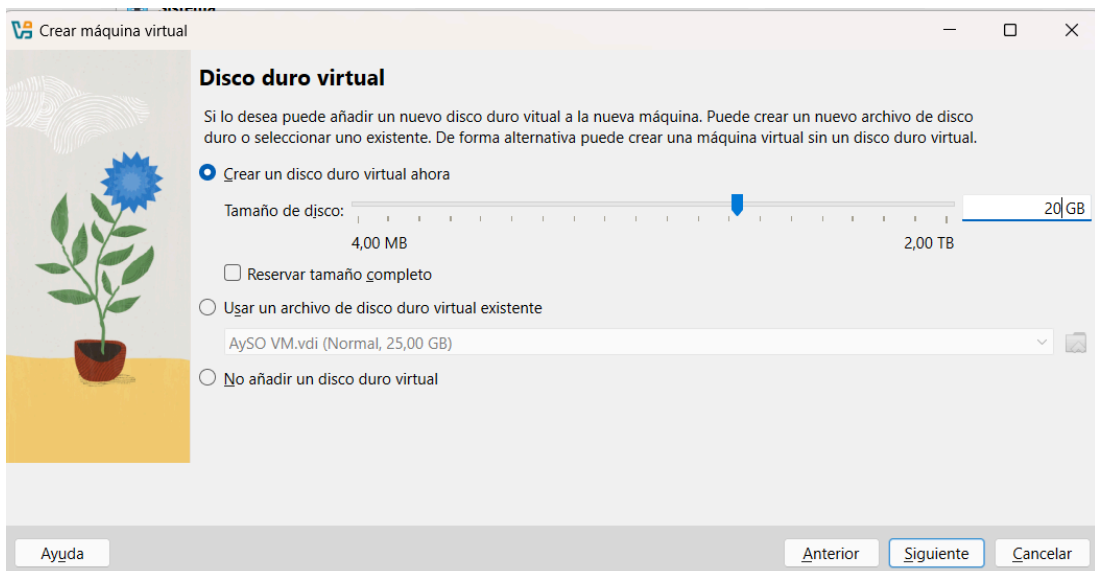 Sistema
Crear máquina virtual
Disco duro virtual
Si lo desea puede añadir un nuevo disco duro vitual a la nueva máquina. Puede crear un nuevo archivo de disco
duro o seleccionar uno existente. De forma alternativa puede crear una máquina virtual sin un disco duro virtual.
Crear un disco duro virtual ahora
Tamaño de disco:
20 GB
4,00 MB
2,00 TB
Reservar tamaño completo
Usar un archivo de disco duro virtual existente
AySO VM.vdi (Normal, 25,00 GB)
No añadir un disco duro virtual
Ayuda
Anterior
Siguiente
Cancelar